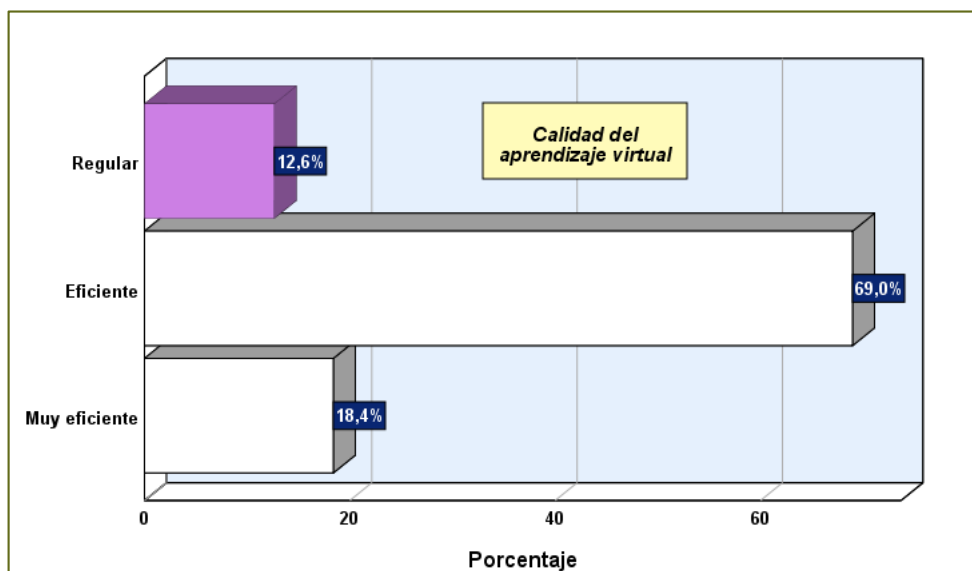 Calidad del
aprendizaje virtual
Regular
12,6%
Eficiente
69,0%
Muy eficiente
18,4%
0
20
40
60
Porcentaje